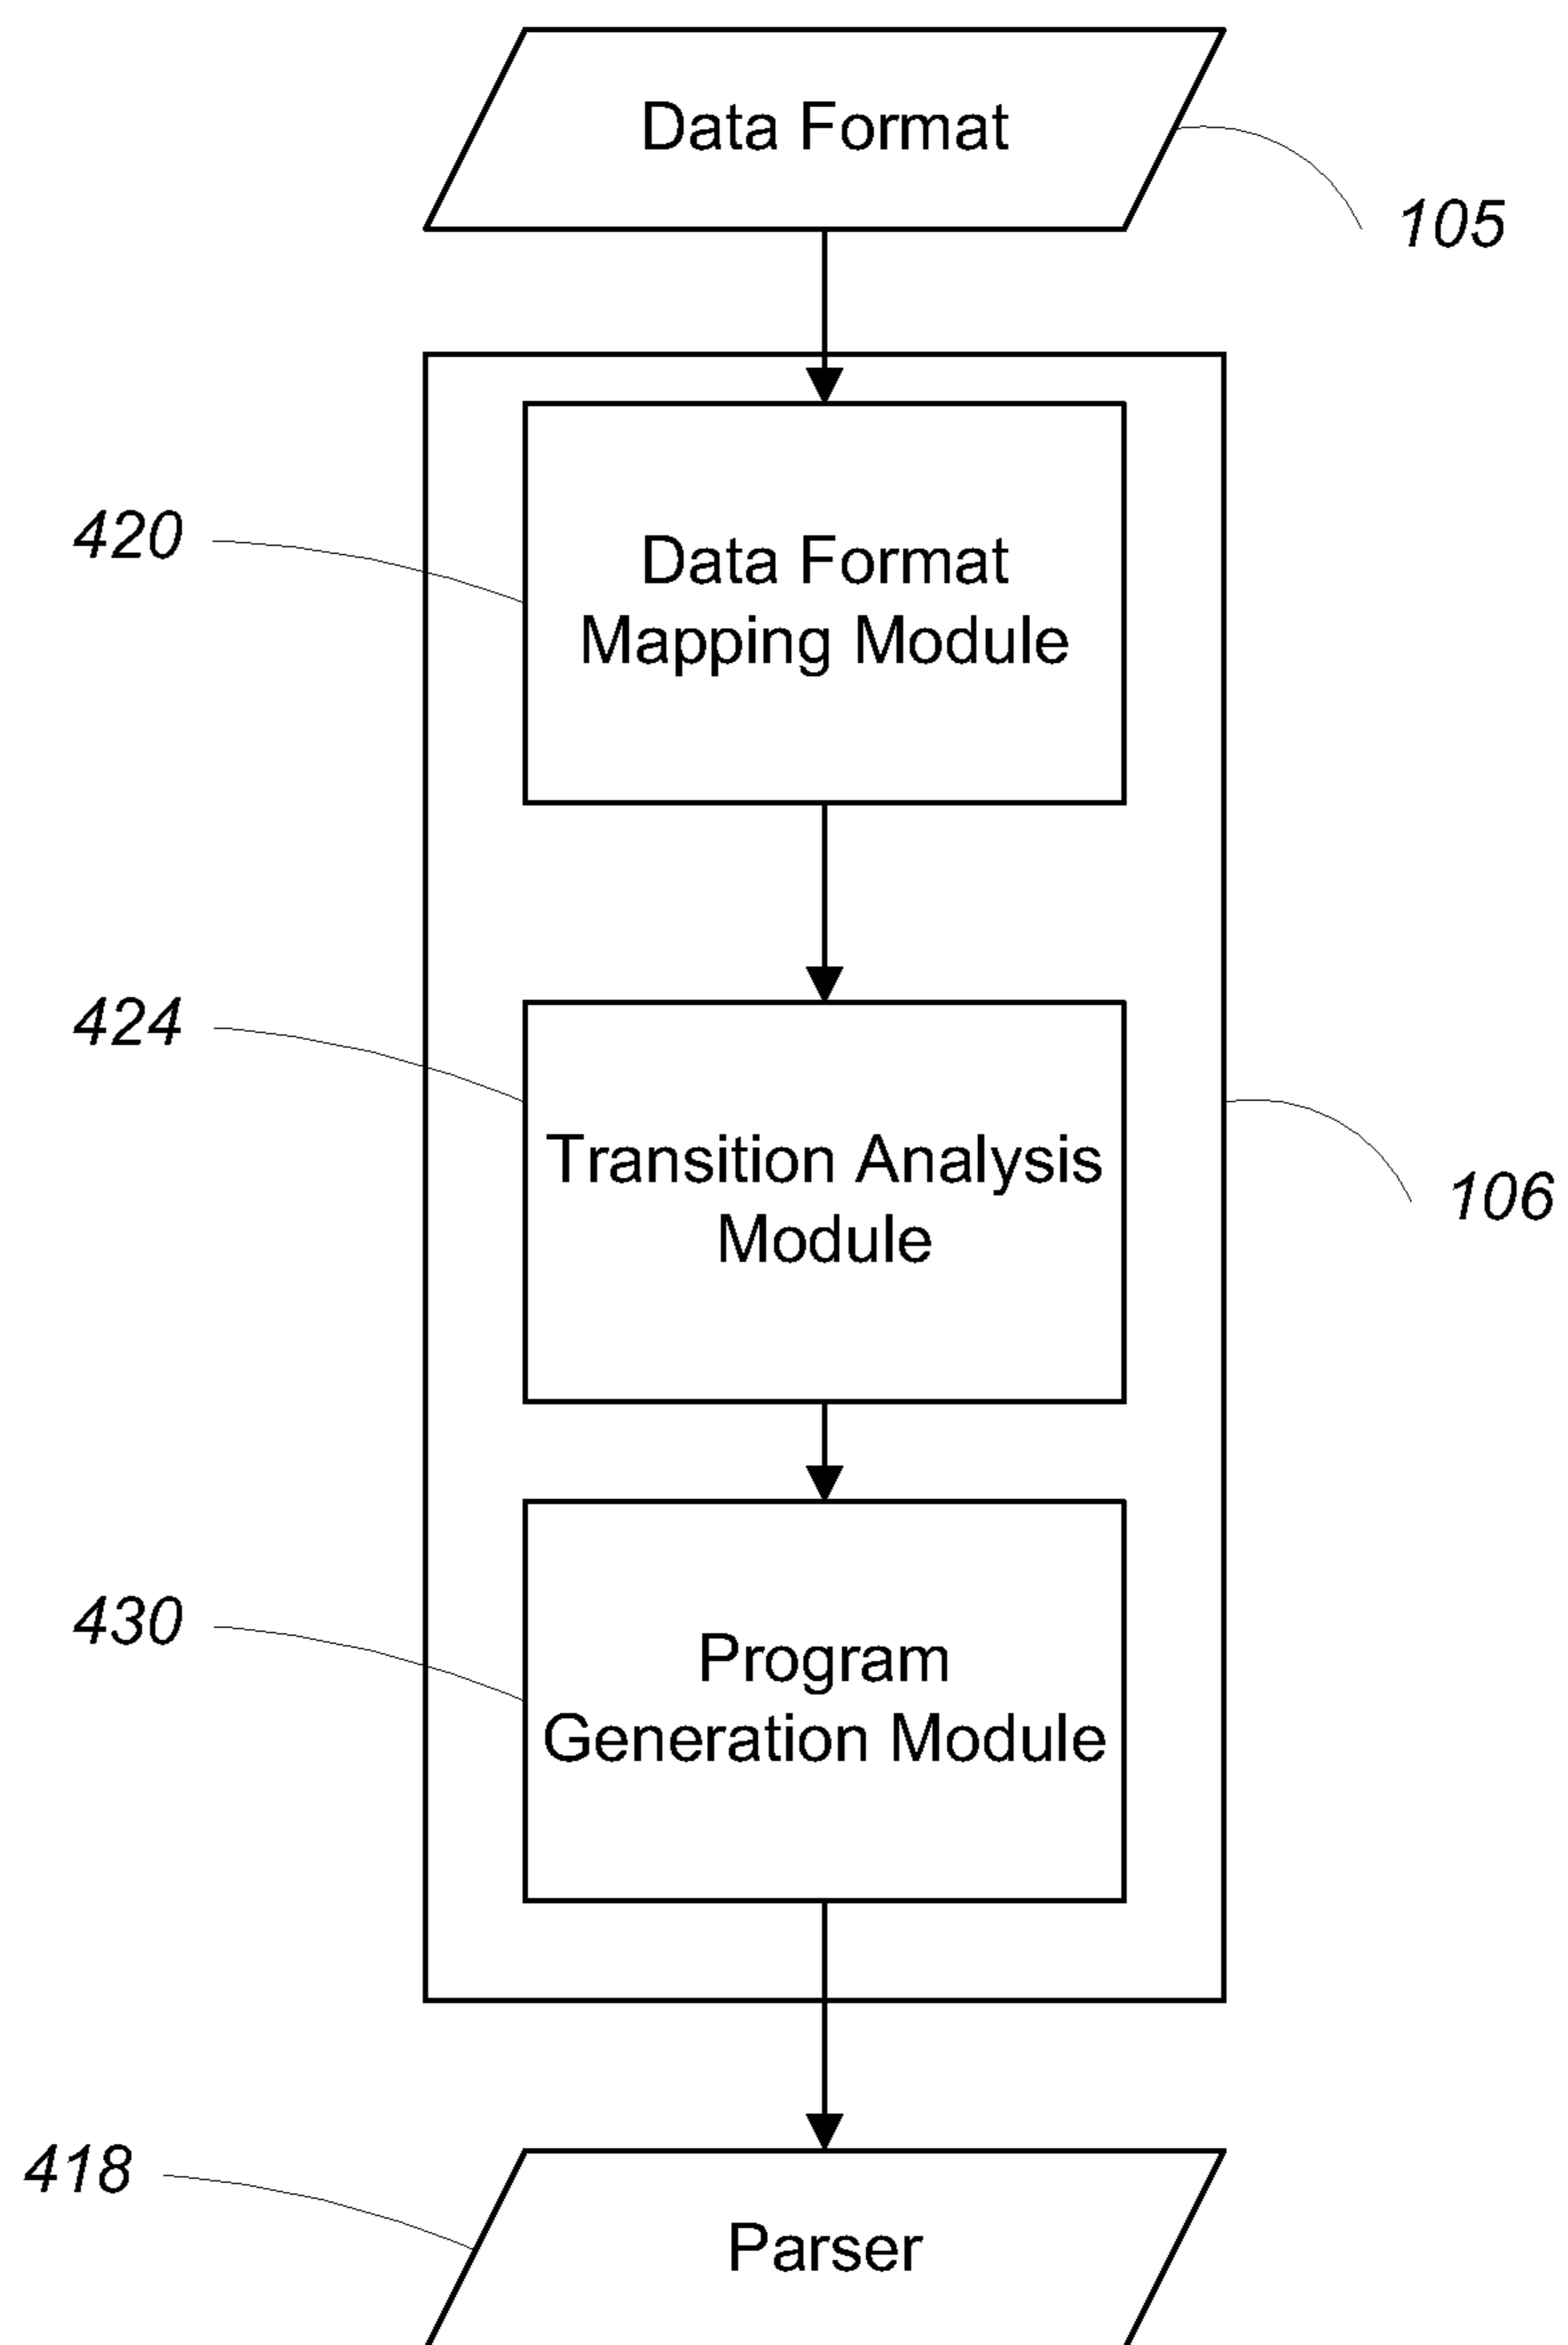 Data Format
105
420
Data Format
Mapping Module
424
Transition Analysis
Module
106
430
Program
Generation Module
418
Parser